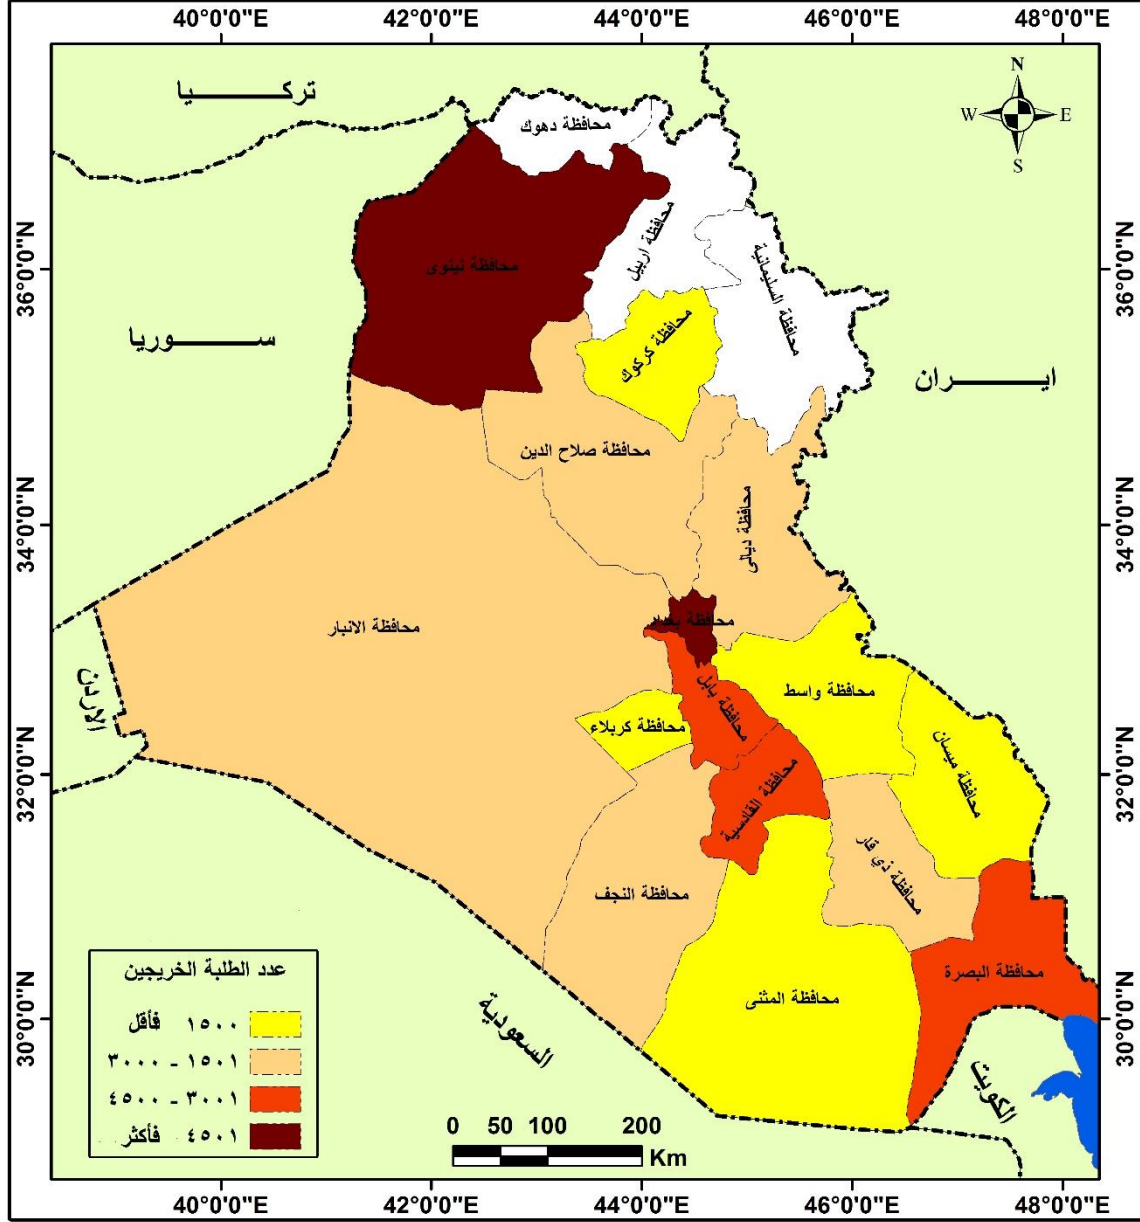 40°0'0"E 42°0'0"E 44°0'0"E 46°0'0"E 48°0'0"E
تركـــــــيا
N
W E
S
محافظة دهوك
محافظة اربيل
محافظة السليمانية
36°0'0"N
36°0'0"N
محافظة نينوى
ســـــــوريا
محافظة كركوك
ايـــــــران
محافظة صلاح الدين
محافظة ديالى
34°0'0"N
34°0'0"N
محافظة الانبار
محافظة بغداد
الاردن
محافظة بابل
محافظة واسط
محافظة كربلاء
محافظة ميسان
32°0'0"N
32°0'0"N
محافظة القادسية
محافظة ذي قار
محافظة النجف
محافظة البصرة
محافظة المثنى
السعودية
الكويت
30°0'0"N
30°0'0"N
عدد الطلبة الخريجين
١٥٠٠ فأقل
١٥٠١ - ٣٠٠٠
٣٠٠١ - ٤٥٠٠
٤٥٠١ فأكثر
0 50 100 200
Km
40°0'0"E 42°0'0"E 44°0'0"E 46°0'0"E 48°0'0"E